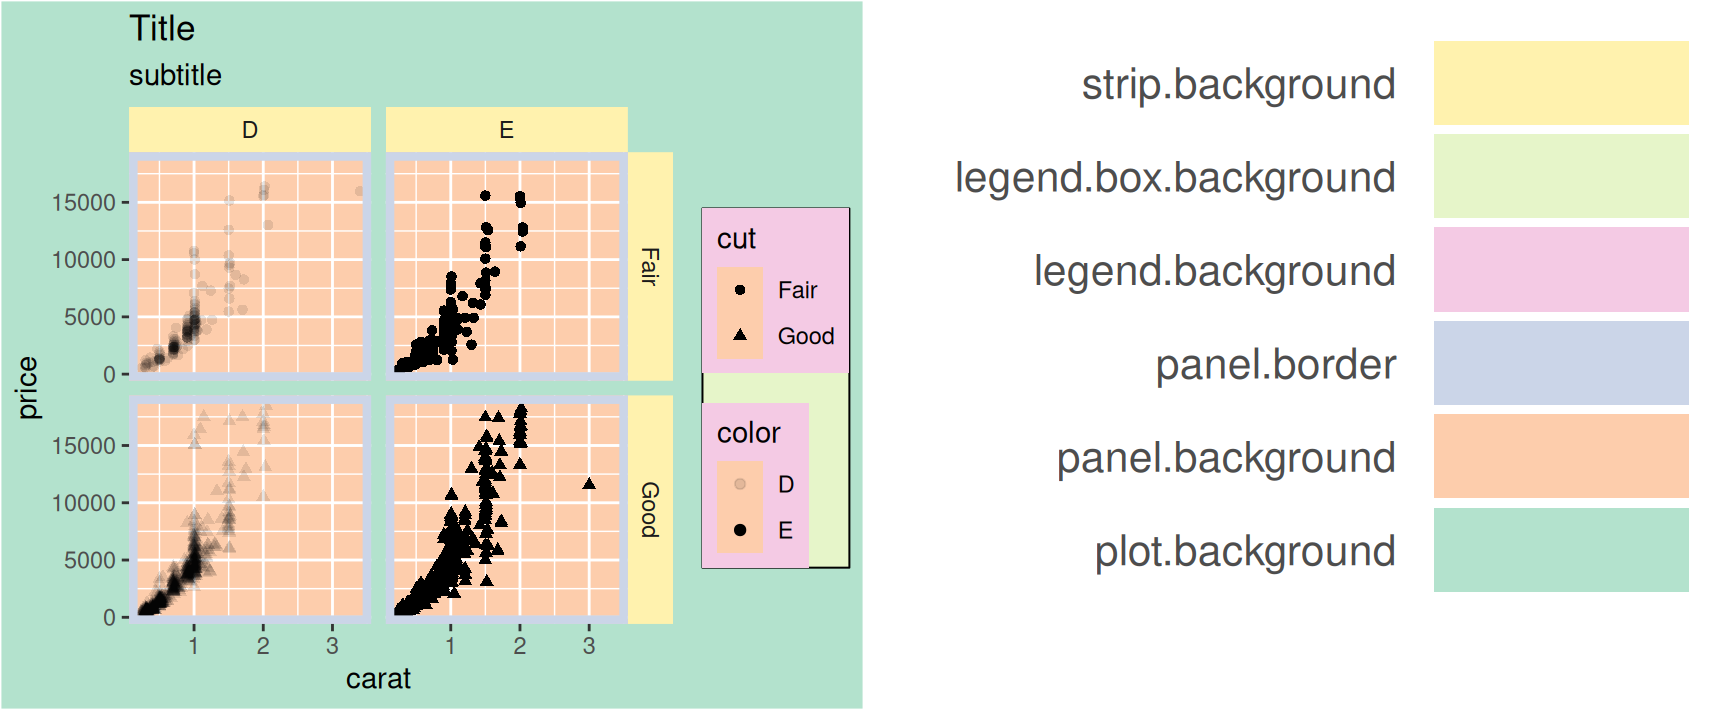 Title
subtitle
D E
15000
10000
5000
0
Fair
15000
10000
5000
0
Good
1 2 3 1 2 3
price
carat
cut
Fair
Good
color
D
E
strip.background
legend.box.background
legend.background
panel.border
panel.background
plot.background